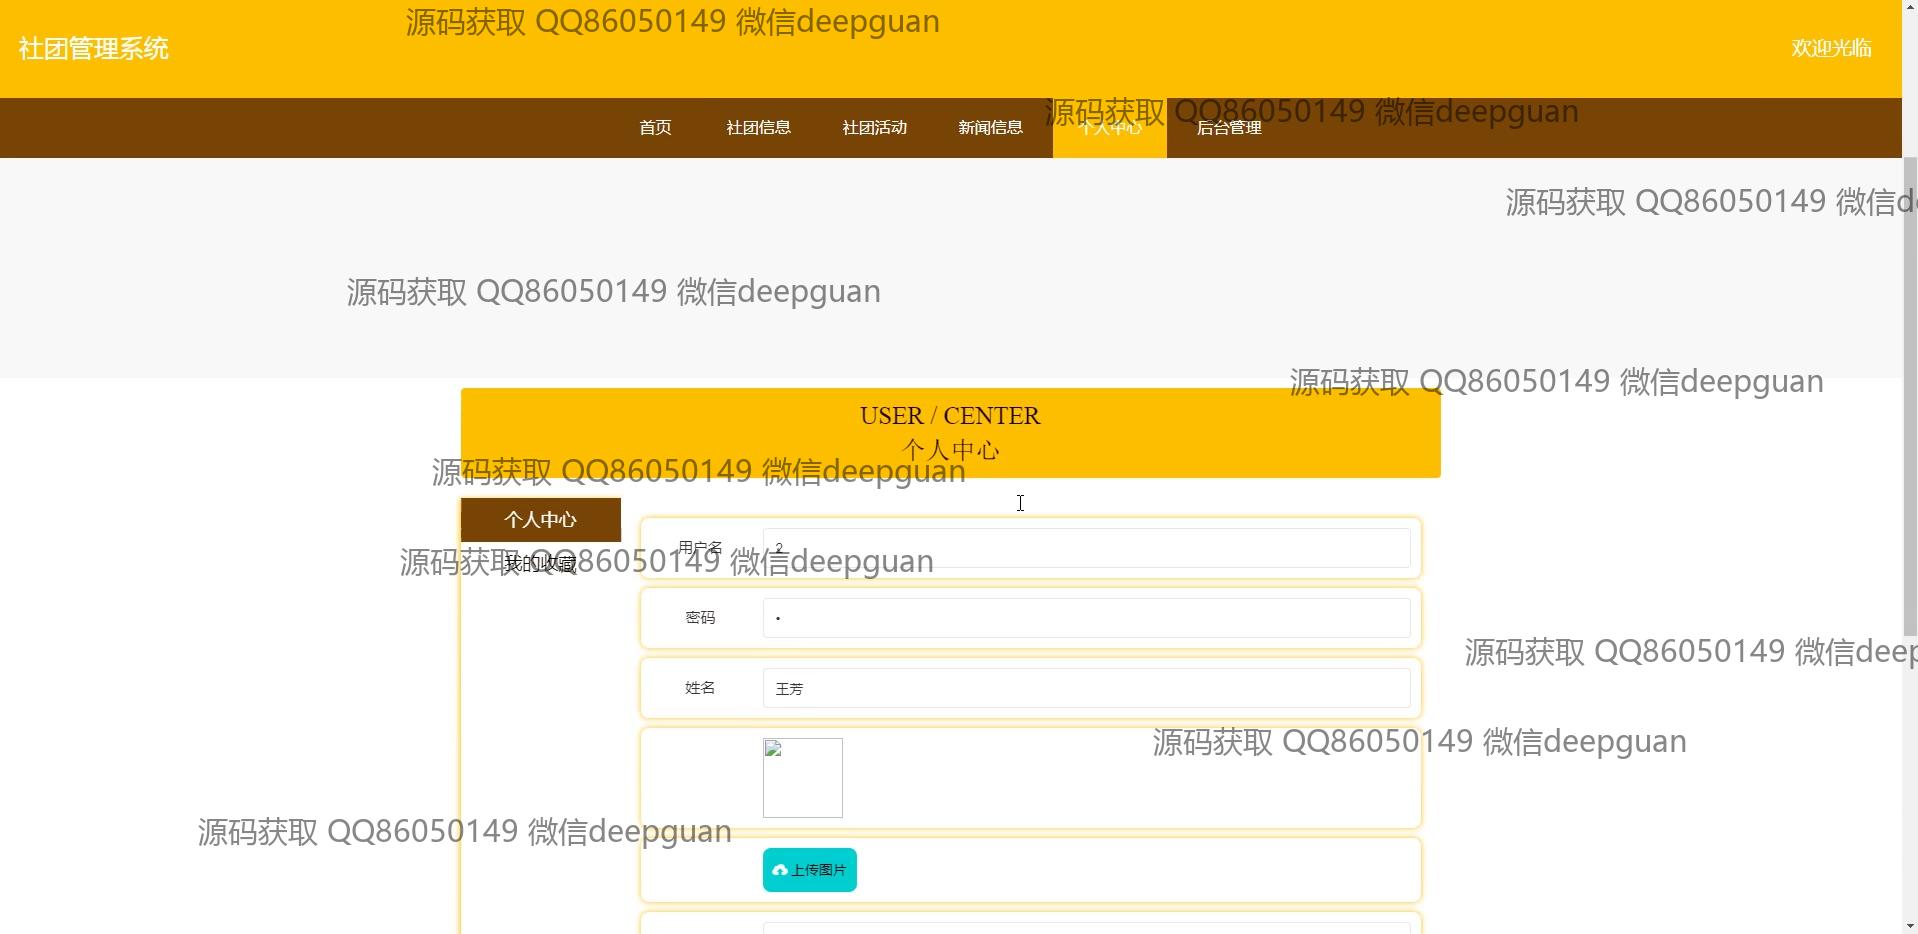 源码获取 QQ86050149 微信deepguan
社团管理系统
欢迎光临
源码获取 QQ86050149 微信deepguan
首页 社团信息 社团活动 新闻信息 个人中心 后台管理
源码获取 QQ86050149 微信d
源码获取 QQ86050149 微信deepguan
源码获取 QQ86050149 微信deepguan
USER / CENTER
个人中心
源码获取 QQ86050149 微信deepguan
个人中心
用户名 2
我的收藏
源码获取 QQ86050149 微信deepguan
密码 •
源码获取 QQ86050149 微信deep
姓名 王芳
源码获取 QQ86050149 微信deepguan
源码获取 QQ86050149 微信deepguan
上传图片